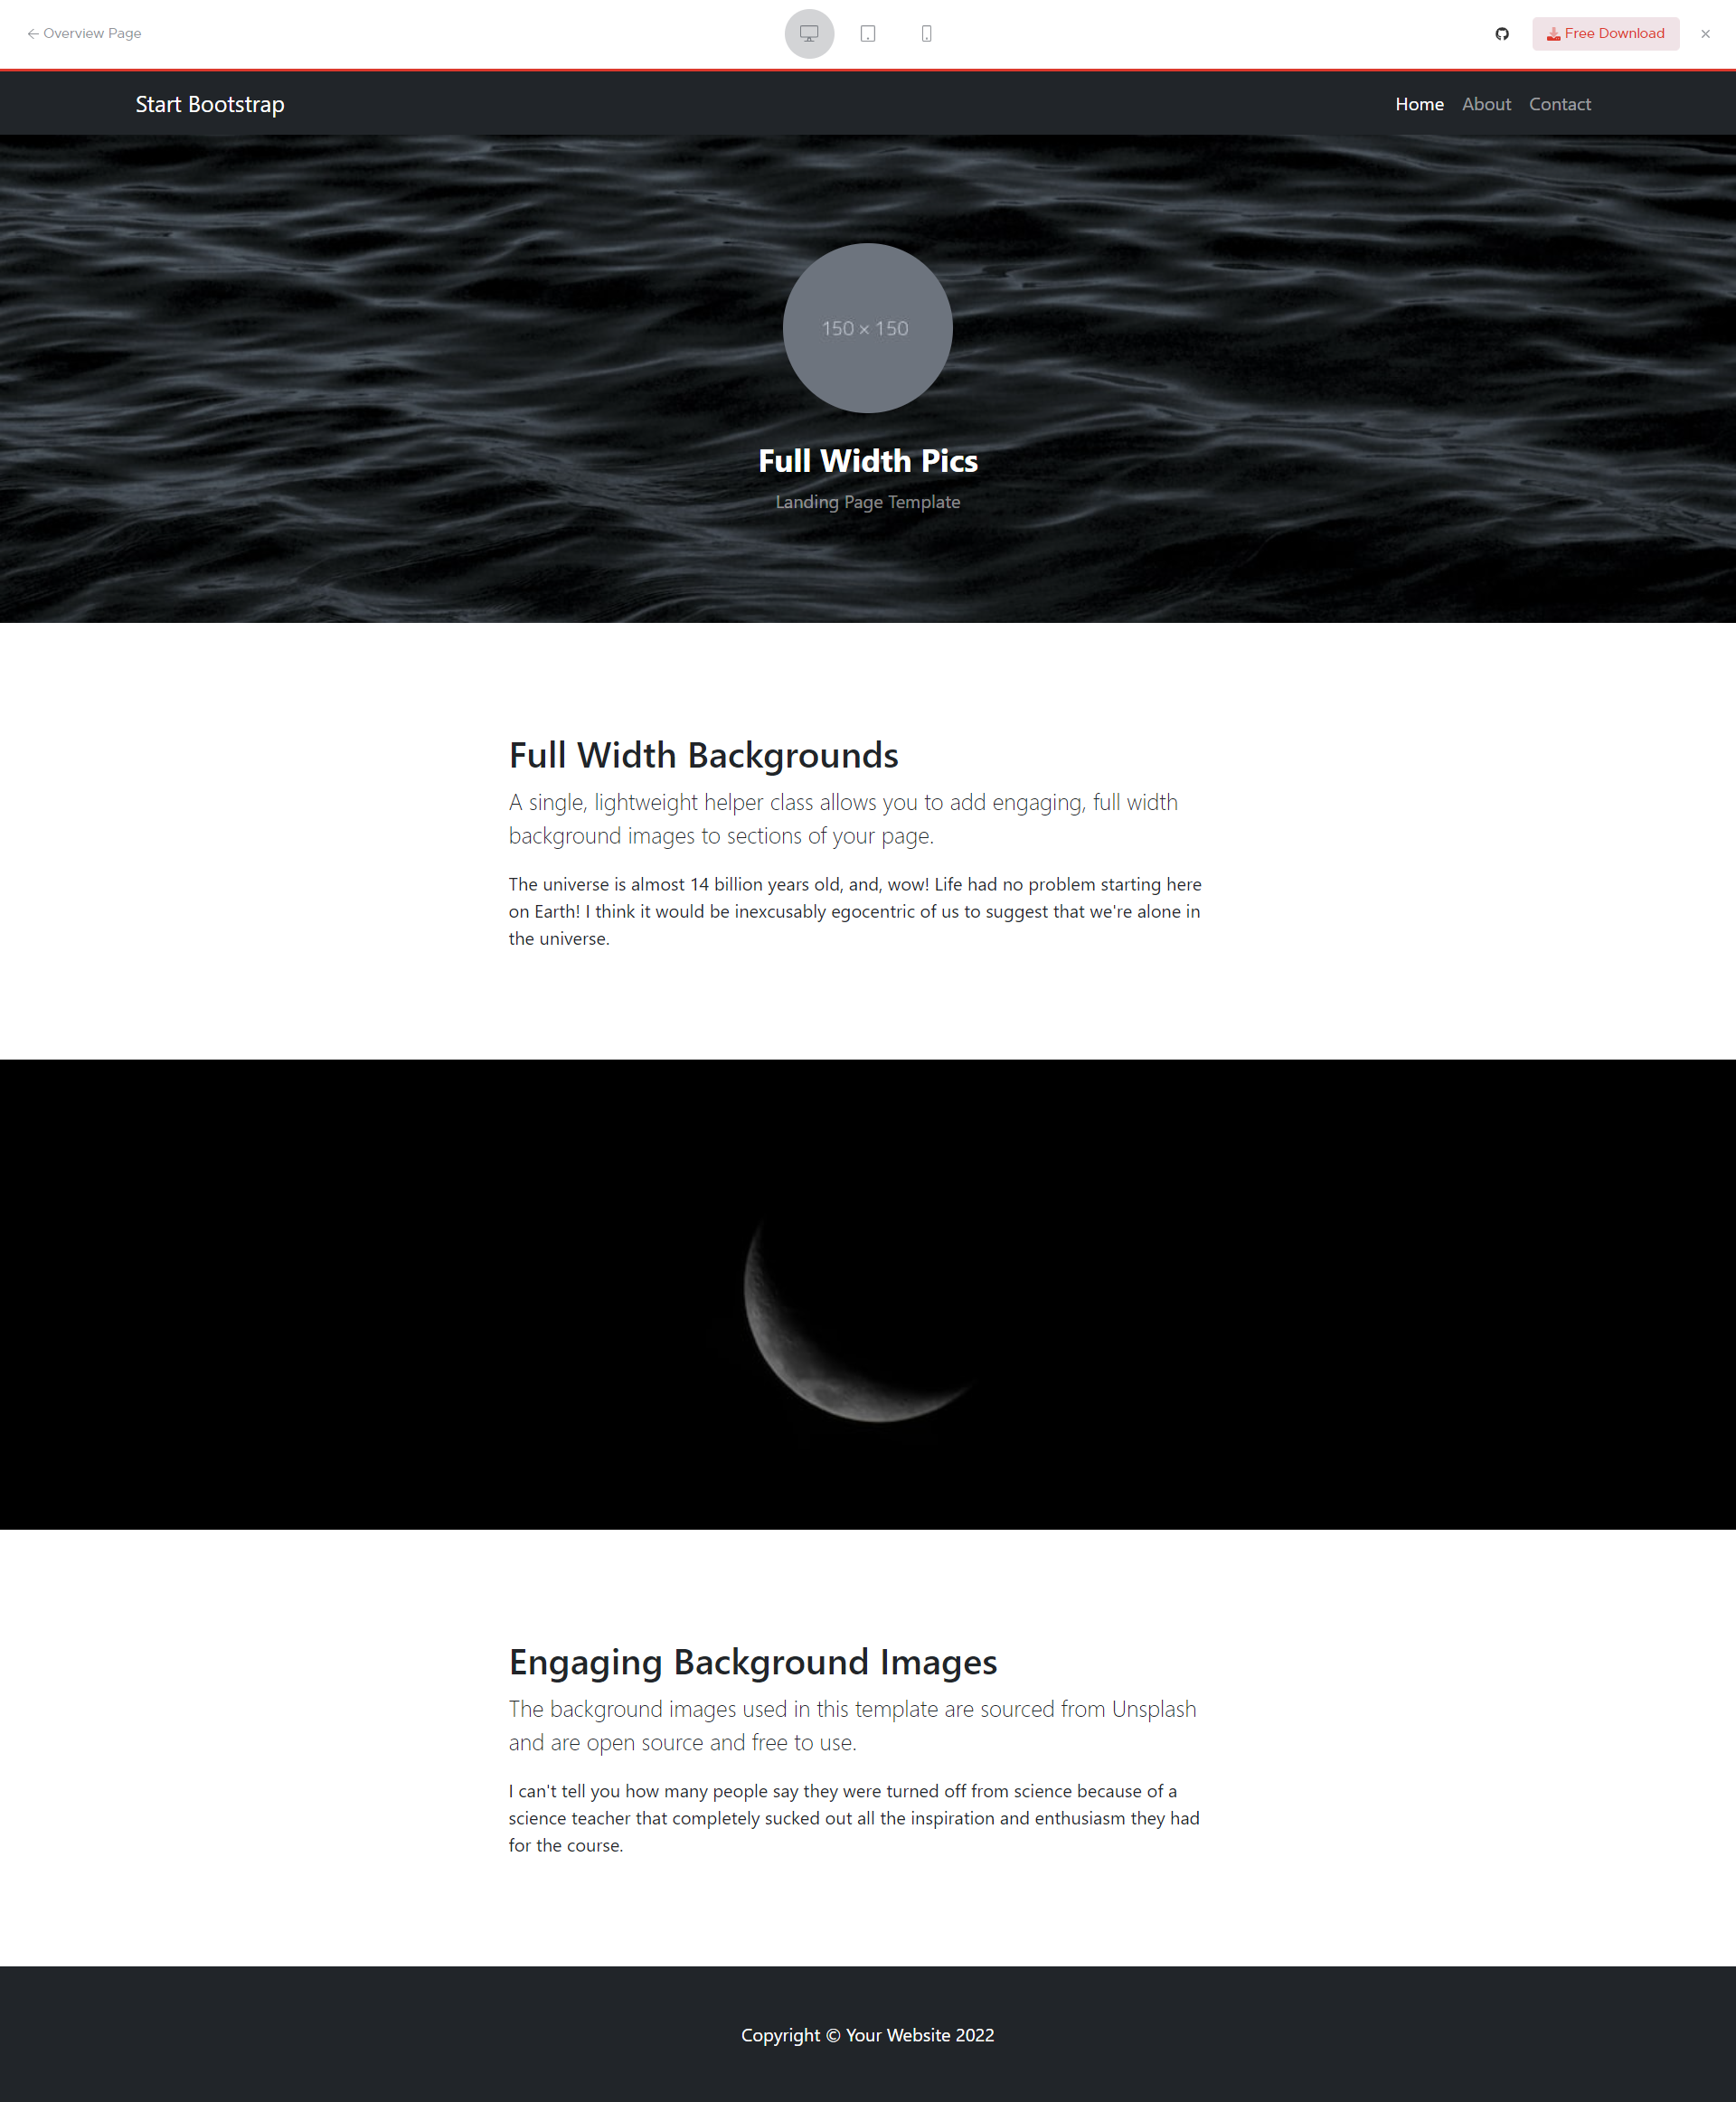 Overview Page
Free Download
Start Bootstrap
Home About Contact
150 × 150
Full Width Pics
Landing Page Template
Full Width Backgrounds
A single, lightweight helper class allows you to add engaging, full width
background images to sections of your page.
The universe is almost 14 billion years old, and, wow! Life had no problem starting here
on Earth! I think it would be inexcusably egocentric of us to suggest that we're alone in
the universe.
Engaging Background Images
The background images used in this template are sourced from Unsplash
and are open source and free to use.
I can't tell you how many people say they were turned off from science because of a
science teacher that completely sucked out all the inspiration and enthusiasm they had
for the course.
Copyright © Your Website 2022